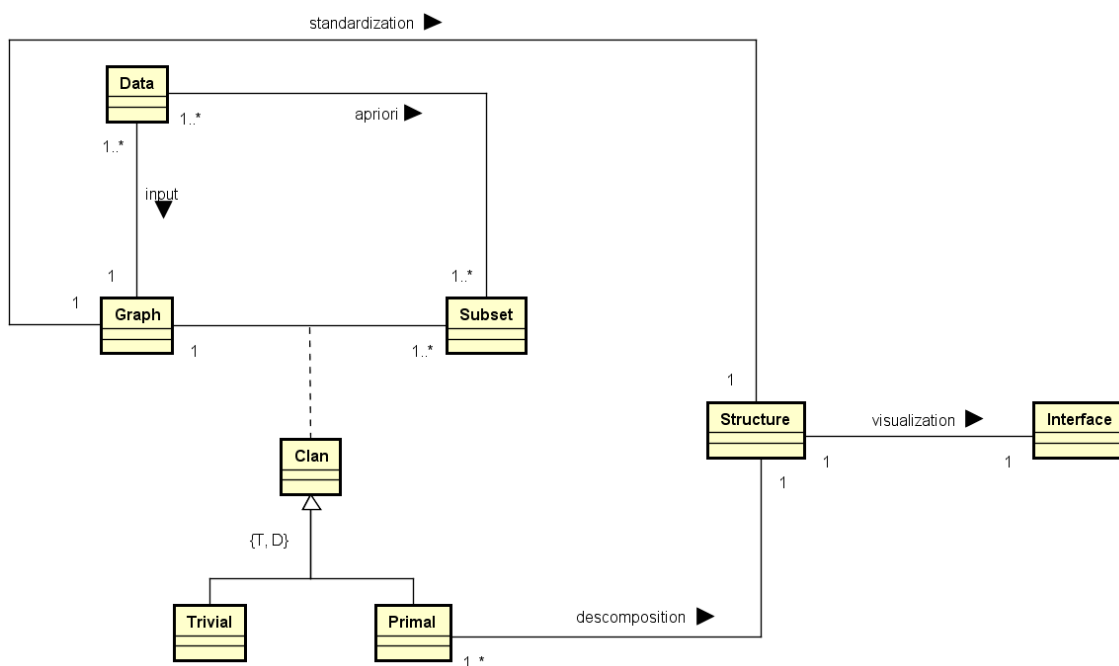 standardization
Data
1..*
apriori
1..*
input
1
1..*
1
Graph
Subset
1
1..*
1
Structure
visualization
Interface
Clan
1
1
1
{T, D}
Trivial
Primal
descomposition
1..*